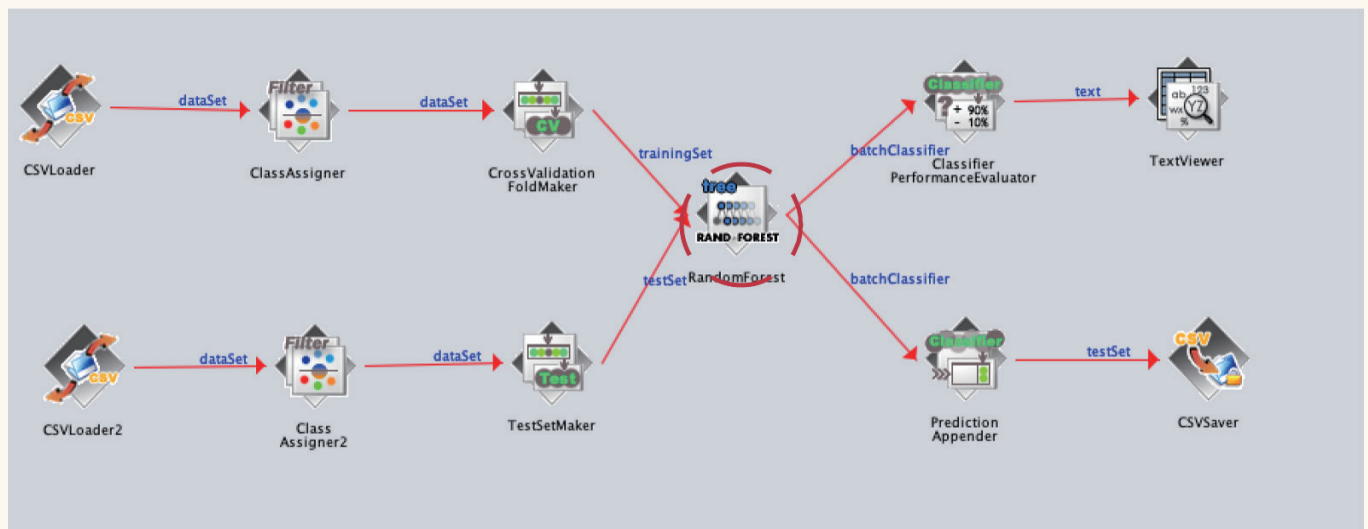 dataSet
dataSet
CSV
CSVLoader
Filter
ClassAssigner
CV
CrossValidation
FoldMaker
trainingSet
tree
RAND-FOREST
RandomForest
batchClassifier
Classifier
?
+ 90%
- 10%
Classifier
PerformanceEvaluator
text
ab 123
wx YZ
%
TextViewer
CSV
CSVLoader2
dataSet
Filter
Class
Assigner2
dataSet
Test
TestSetMaker
testSet
batchClassifier
Classifier
Prediction
Appender
testSet
CSV
CSVSaver